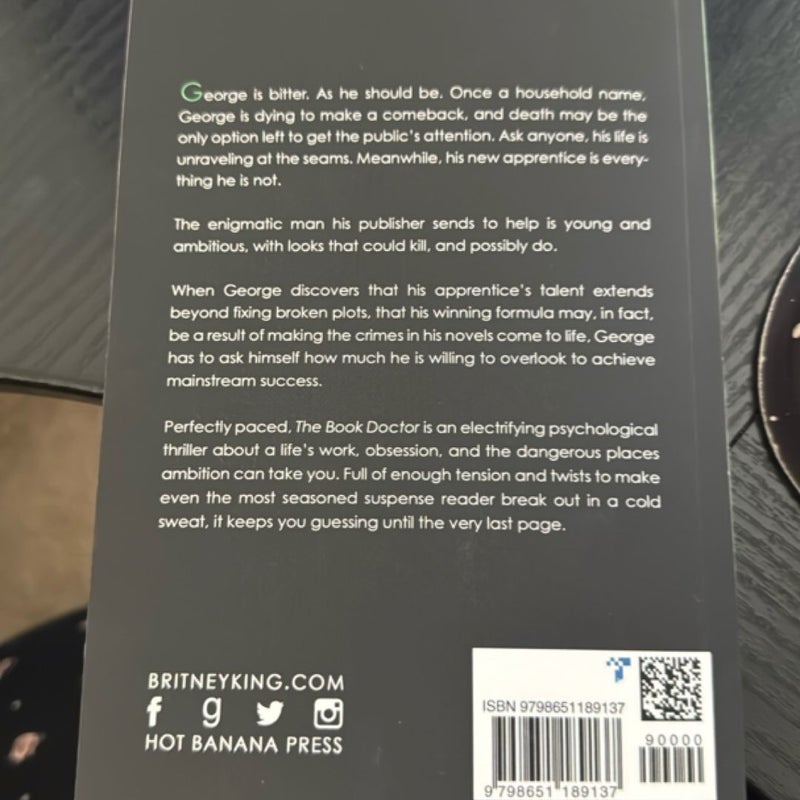 George is bitter. As he should be. Once a household name,
George is dying to make a comeback, and death may be the
only option left to get the public's attention. Ask anyone, his life is
unraveling at the seams. Meanwhile, his new apprentice is every-
thing he is not.
The enigmatic man his publisher sends to help is young and
ambitious, with looks that could kill, and possibly do.
When George discovers that his apprentice's talent extends
beyond fixing broken plots, that his winning formula may, in fact,
be a result of making the crimes in his novels come to life, George
has to ask himself how much he is willing to overlook to achieve
mainstream success.
Perfectly paced, The Book Doctor is an electrifying psychological
thriller about a life's work, obsession, and the dangerous places
ambition can take you. Full of enough tension and twists to make
even the most seasoned suspense reader break out in a cold
sweat, it keeps you guessing until the very last page.
BRITNEYKING.COM
f g
HOT BANANA PRESS
ISBN 9798651189137
90000
9 798651 189137